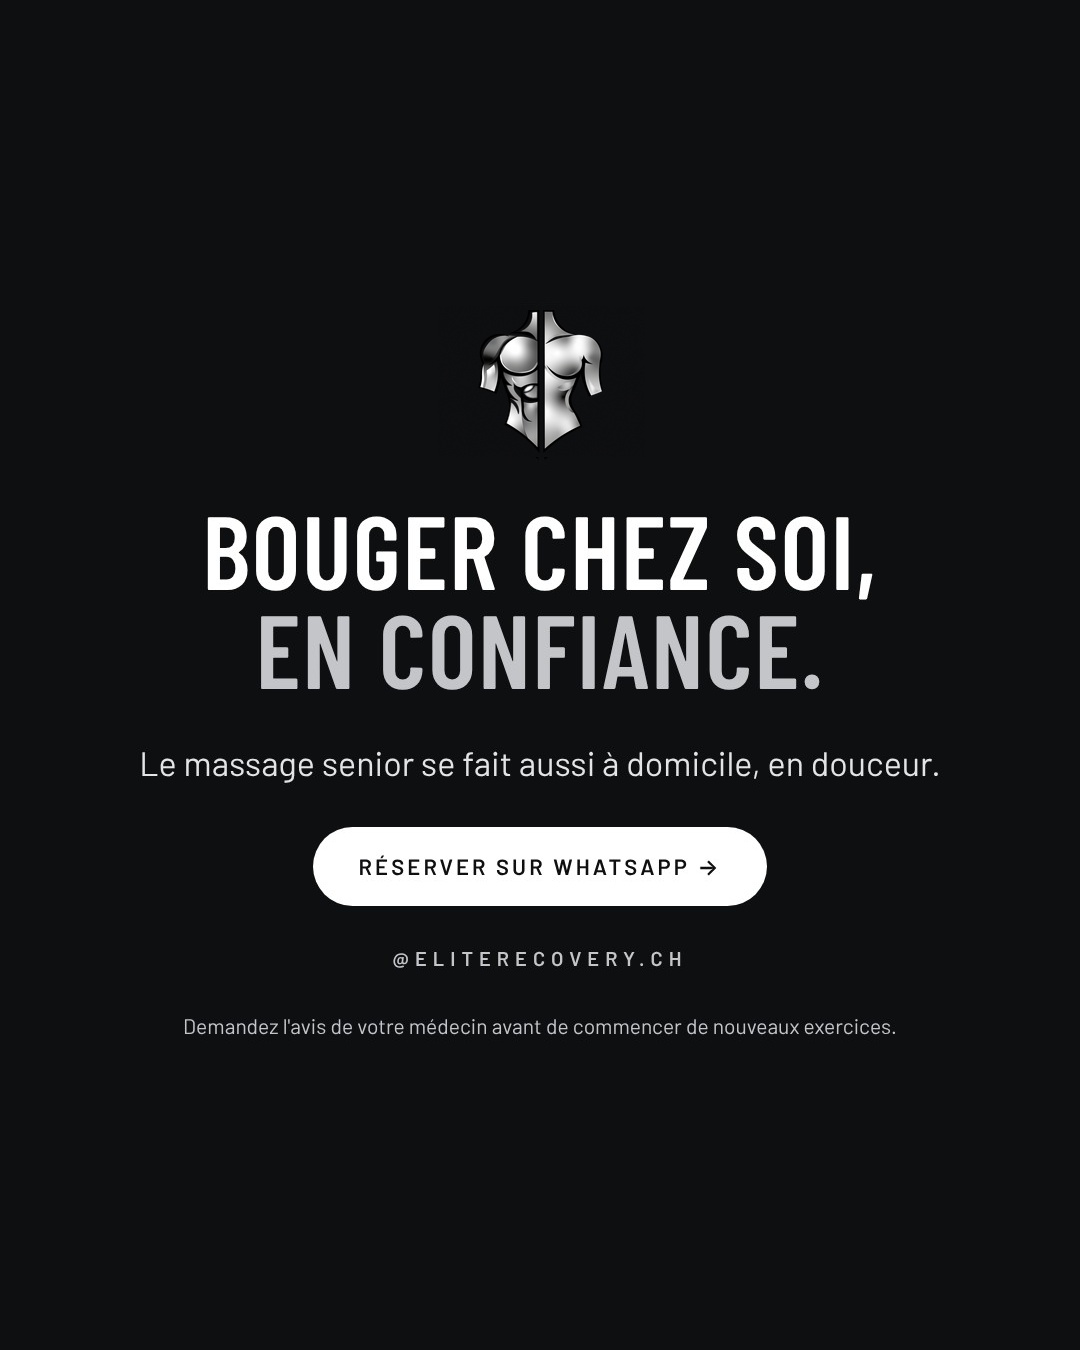 BOUGER CHEZ SOI,
EN CONFIANCE.
Le massage senior se fait aussi à domicile, en douceur.
RÉSERVER SUR WHATSAPP →
@ELITERECOVERY.CH
Demandez l'avis de votre médecin avant de commencer de nouveaux exercices.